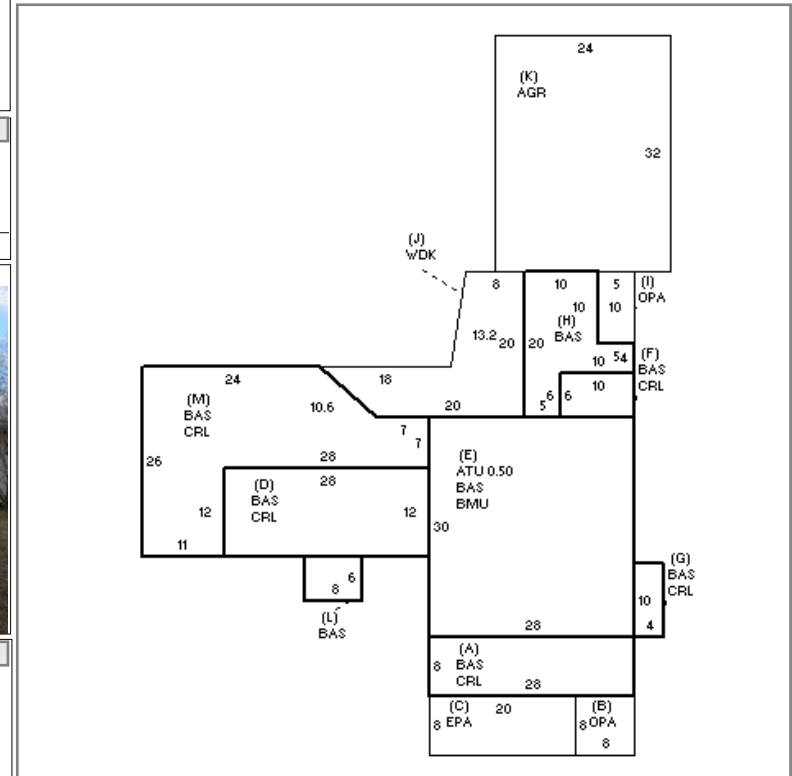 24
(K)
AGR
32
(J)
WDK
8
10
5
(I)
OPA
10
10
(H)
BAS
13.2
20
20
10
5
4
(F)
BAS
CRL
10
6
6
5
24
18
20
(M)
BAS
CRL
10.6
7
7
28
28
26
(D)
BAS
CRL
12
12
11
(E)
ATU 0.50
BAS
BMU
30
6
8
(L)
BAS
(G)
BAS
CRL
10
4
28
(A)
BAS
CRL
8
28
(C)
EPA
20
8
(B)
OPA
8
8